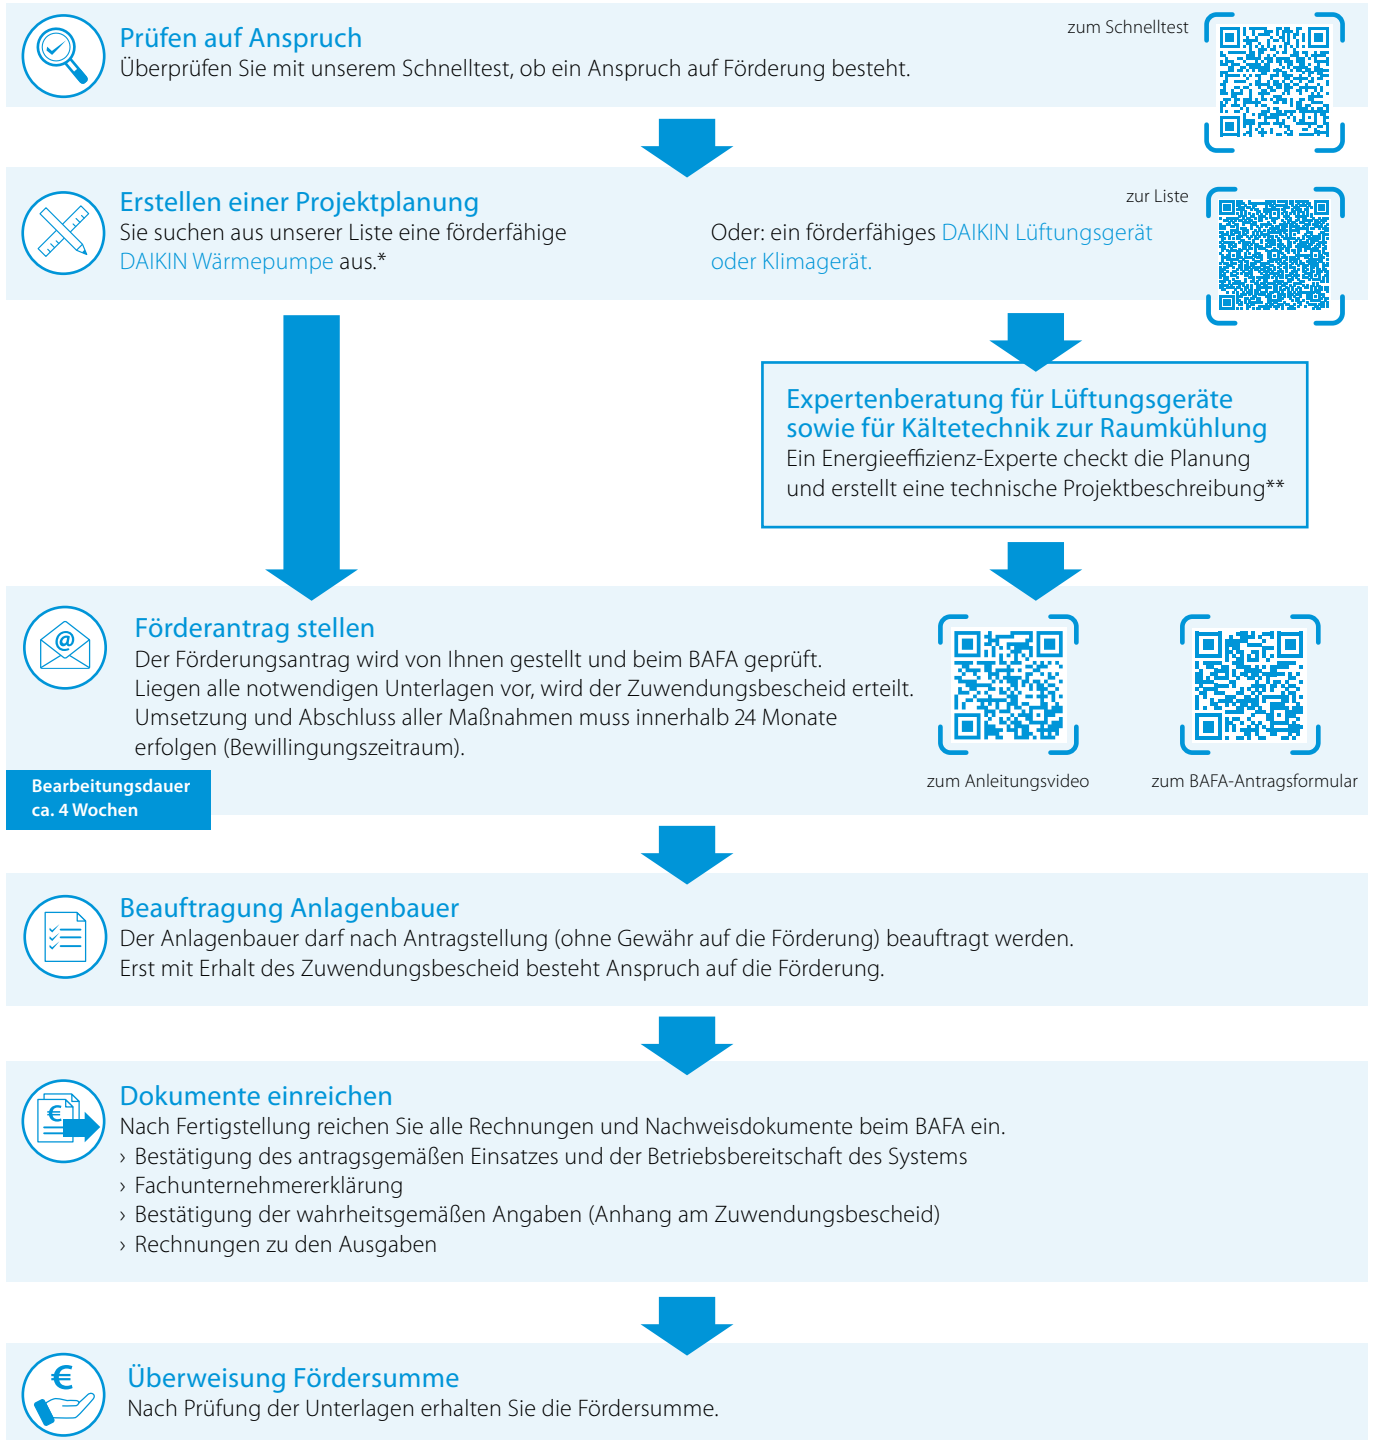 Prüfen auf Anspruch
Überprüfen Sie mit unserem Schnelltest, ob ein Anspruch auf Förderung besteht.
zum Schnelltest
Erstellen einer Projektplanung
Sie suchen aus unserer Liste eine förderfähige
DAIKIN Wärmepumpe aus.*
zur Liste
Oder: ein förderfähiges DAIKIN Lüftungsgerät
oder Klimagerät.
Expertenberatung für Lüftungsgeräte
sowie für Kältetechnik zur Raumkühlung
Ein Energieeffizienz-Experte checkt die Planung
und erstellt eine technische Projektbeschreibung**
@
Förderantrag stellen
Der Förderungsantrag wird von Ihnen gestellt und beim BAFA geprüft.
Liegen alle notwendigen Unterlagen vor, wird der Zuwendungsbescheid erteilt.
Umsetzung und Abschluss aller Maßnahmen muss innerhalb 24 Monate
erfolgen (Bewillingungszeitraum).
zum Anleitungsvideo
zum BAFA-Antragsformular
Bearbeitungsdauer
ca. 4 Wochen
Beauftragung Anlagenbauer
Der Anlagenbauer darf nach Antragstellung (ohne Gewähr auf die Förderung) beauftragt werden.
Erst mit Erhalt des Zuwendungsbescheid besteht Anspruch auf die Förderung.
€
Dokumente einreichen
Nach Fertigstellung reichen Sie alle Rechnungen und Nachweisdokumente beim BAFA ein.
› Bestätigung des antragsgemäßen Einsatzes und der Betriebsbereitschaft des Systems
› Fachunternehmererklärung
› Bestätigung der wahrheitsgemäßen Angaben (Anhang am Zuwendungsbescheid)
› Rechnungen zu den Ausgaben
€
Überweisung Fördersumme
Nach Prüfung der Unterlagen erhalten Sie die Fördersumme.